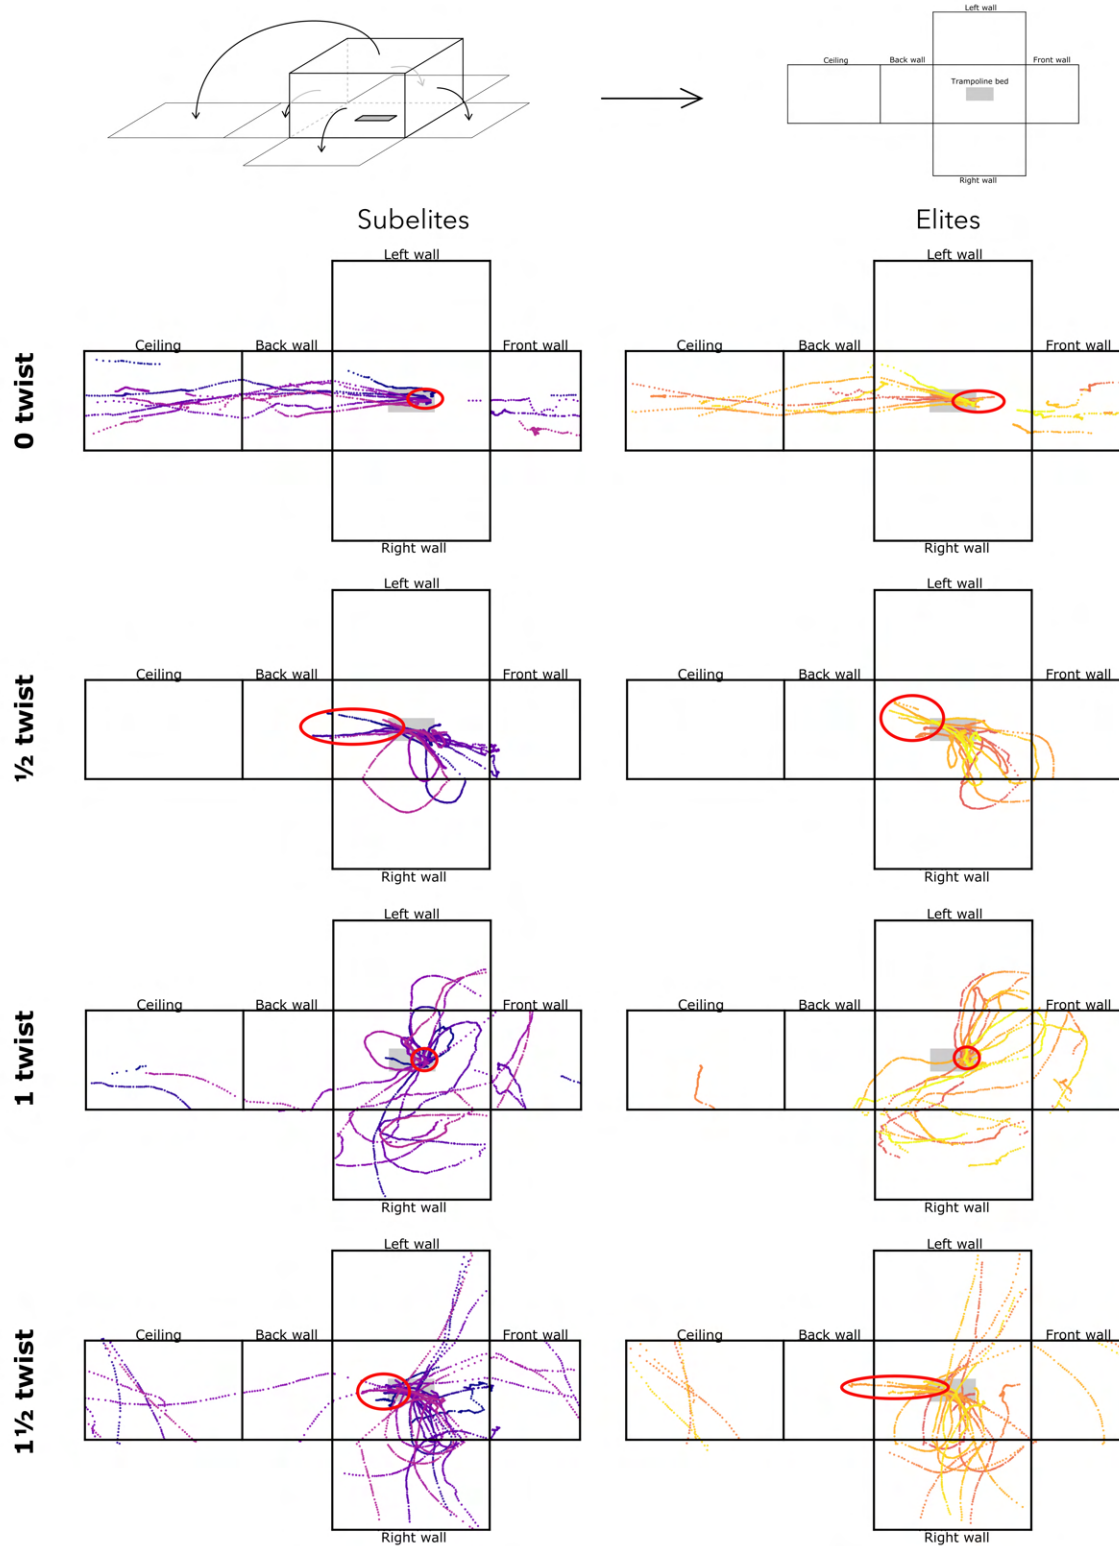 Left wall
Ceiling Back wall Front wall
Trampoline bed
Right wall
Subelites Elites
0 twist
Left wall Left wall
Ceiling Back wall Front wall Ceiling Back wall Front wall
Right wall Right wall
½ twist
Left wall Left wall
Ceiling Back wall Front wall Ceiling Back wall Front wall
Right wall Right wall
1 twist
Left wall Left wall
Ceiling Back wall Front wall Ceiling Back wall Front wall
Right wall Right wall
1½ twist
Left wall Left wall
Ceiling Back wall Front wall Ceiling Back wall Front wall
Right wall Right wall